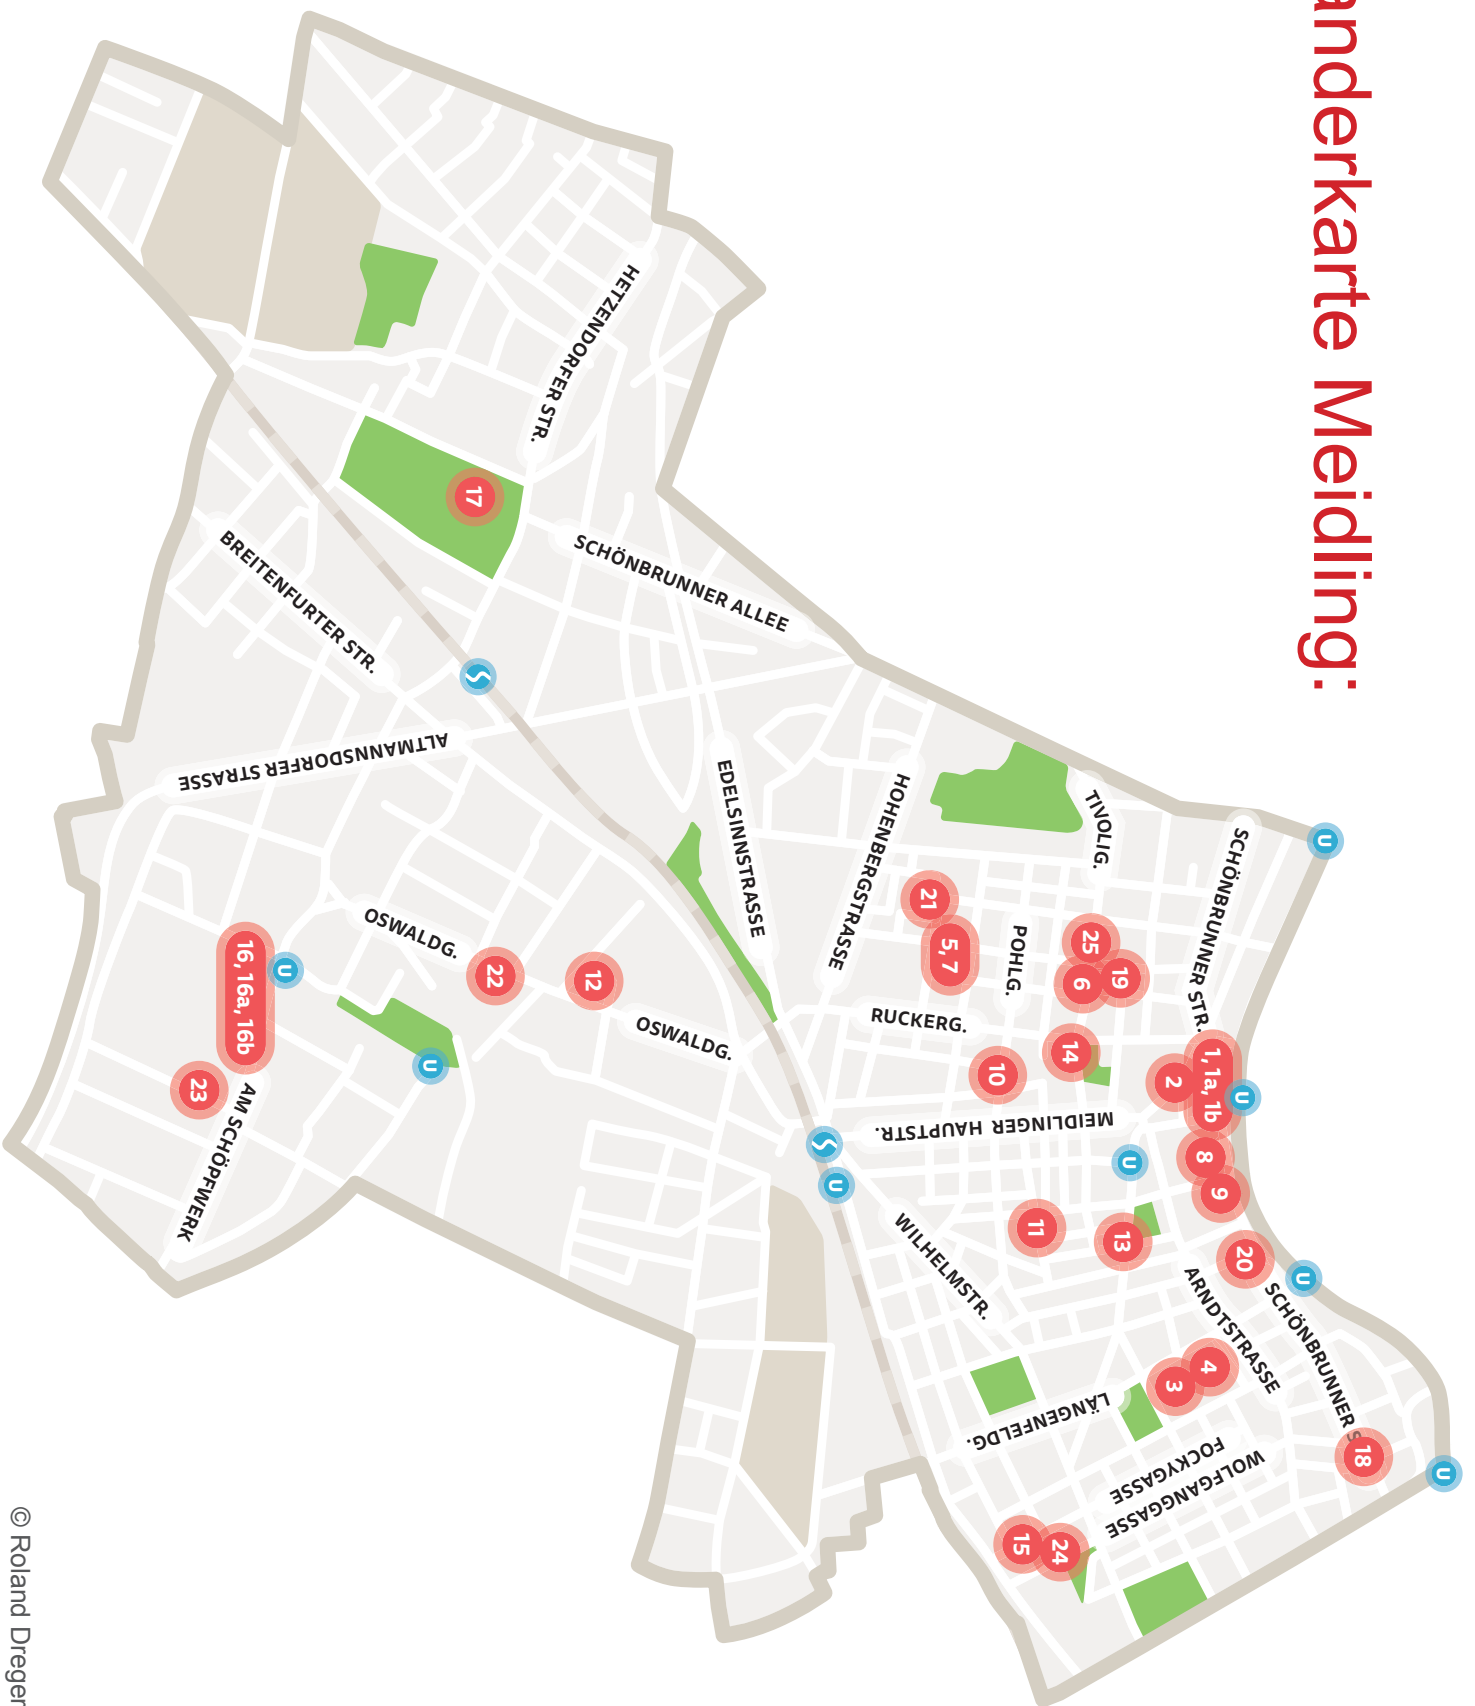 anderkarte Meidling:
HETZENDORFER STR.
17
SCHÖNBRUNNER ALLEE
BREITENFURTER STR.
ALTMANNSDORFER STRASSE
EDELSINNSTRASSE
HOHENBERGSTRASSE
TIVOLIG.
SCHÖNBRUNNER STR.
U
21
5, 7
POHLG.
25
19
6
OSWALDG.
22
12
OSWALDG.
RUCKERG.
14
10
1, 1a, 1b
2
U
16, 16a, 16b
U
23
U
AM SCHÖPFWERK
MEIDLINGER HAUPTSTR.
U
8
9
S
U
S
11
13
20
U
WILHELMSTR.
ARNDTSTRASSE
SCHÖNBRUNNER S
4
3
LÄNGENFELDG.
FOCKYGASSE
WOLFGANGGASSE
18
U
15
24
© Roland Dreger